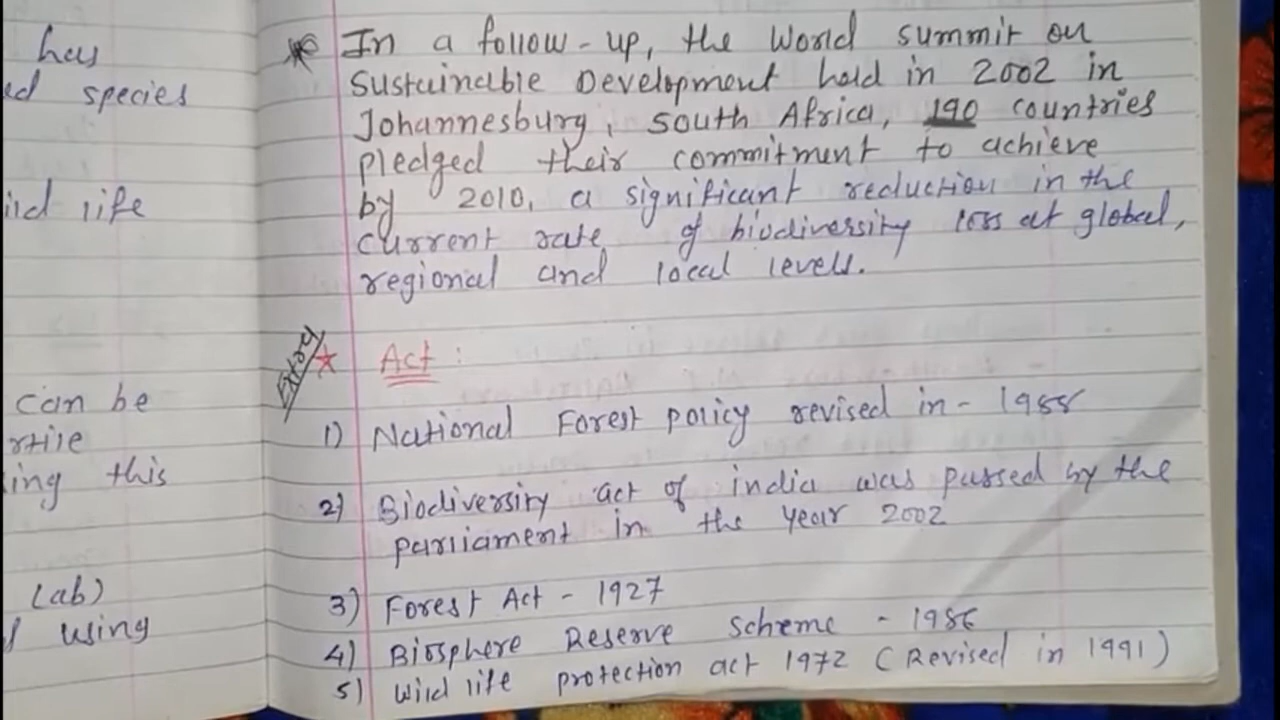 has
ed species
ild life
can be
rtile
ing this
(ab)
using
In a follow-up, the World summit on
Sustainable Development held in 2002 in
Johannesburg, South Africa, 190 countries
pledged their commitment to achieve
by 2010, a significant reduction in the
current rate of biodiversity loss at global,
regional and local levels.
Extra
Act :
1) National Forest policy revised in - 1988
2) Biodiversity act of india was passed by the
parliament in the year 2002
3) Forest Act - 1927
4) Biosphere Reserve Scheme - 1986
5) Wild life protection act 1972 (Revised in 1991)